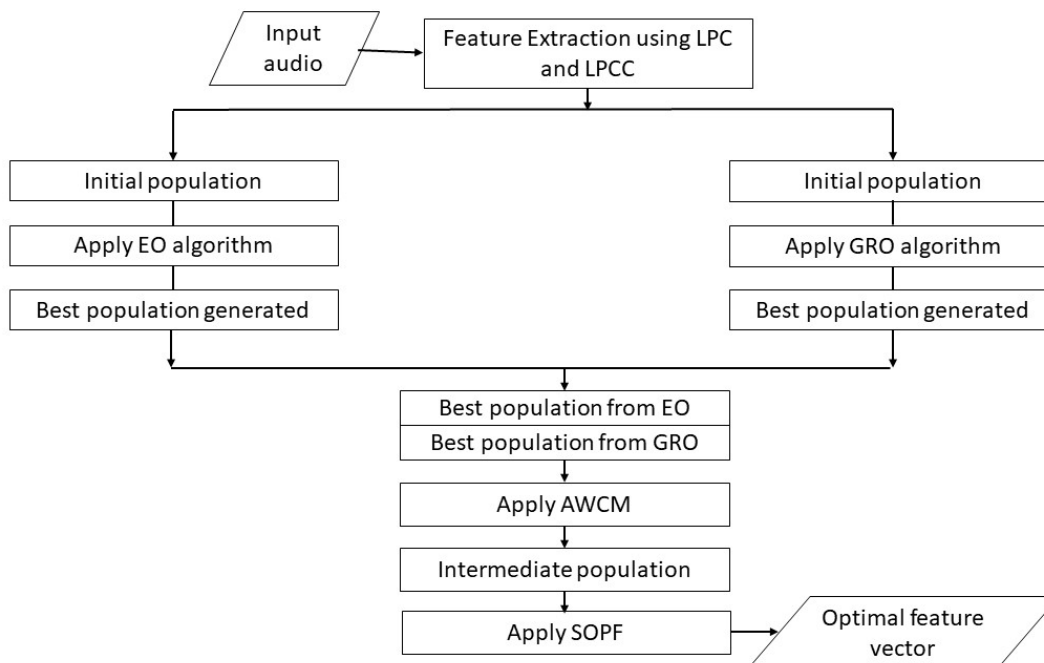 Input
audio
Feature Extraction using LPC
and LPCC
Initial population
Initial population
Apply EO algorithm
Apply GRO algorithm
Best population generated
Best population generated
Best population from EO
Best population from GRO
Apply AWCM
Intermediate population
Apply SOPF
Optimal feature
vector